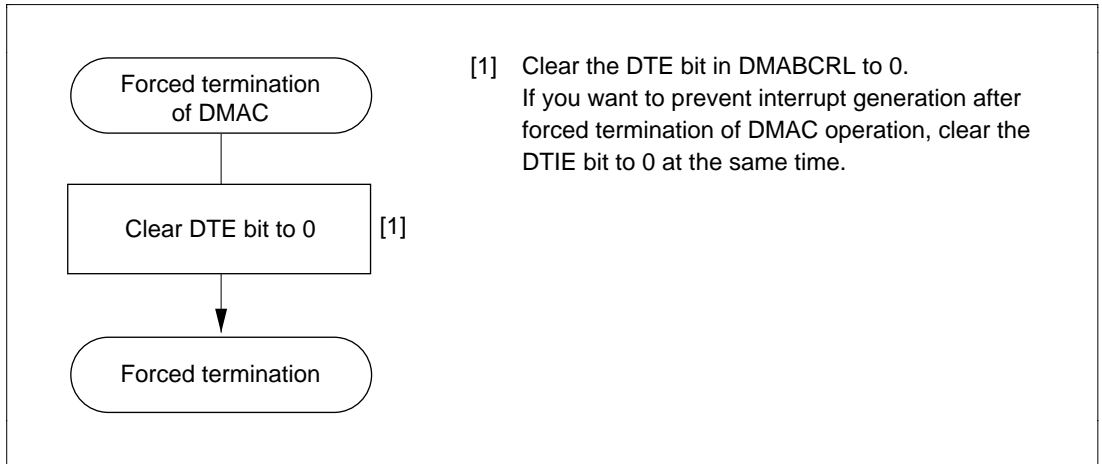 Forced termination
of DMAC
Clear DTE bit to 0
[1]
Forced termination
[1] Clear the DTE bit in DMABCRL to 0.
If you want to prevent interrupt generation after
forced termination of DMAC operation, clear the
DTIE bit to 0 at the same time.